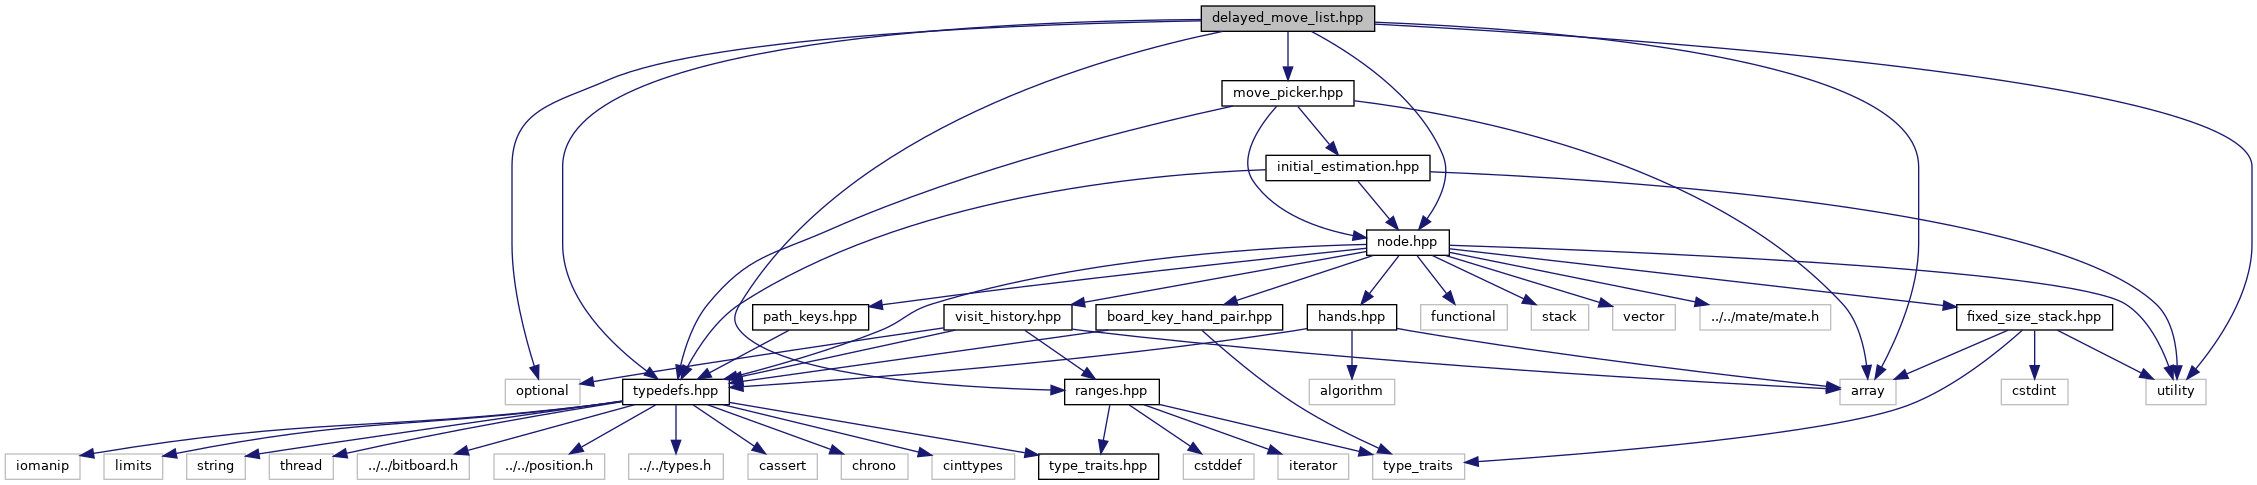 delayed_move_list.hpp
move_picker.hpp
initial_estimation.hpp
node.hpp
path_keys.hpp
visit_history.hpp
board_key_hand_pair.hpp
hands.hpp
functional
stack
vector
../../mate/mate.h
fixed_size_stack.hpp
optional
typedefs.hpp
ranges.hpp
algorithm
array
cstdint
utility
iomanip
limits
string
thread
../../bitboard.h
../../position.h
../../types.h
cassert
chrono
cinttypes
type_traits.hpp
cstddef
iterator
type_traits